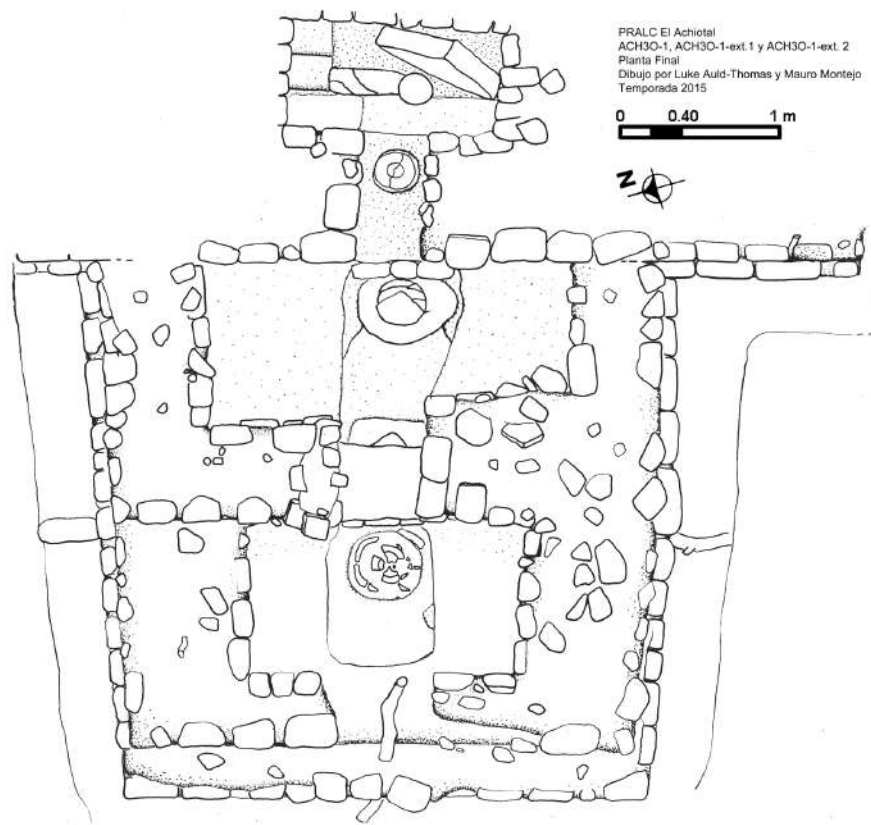 PRALC El Achiotal
ACH3O-1, ACH3O-1-ext.1 y ACH3O-1-ext. 2
Planta Final
Dibujo por Luke Auld-Thomas y Mauro Montejo
Temporada 2015
0 0.40 1 m
N